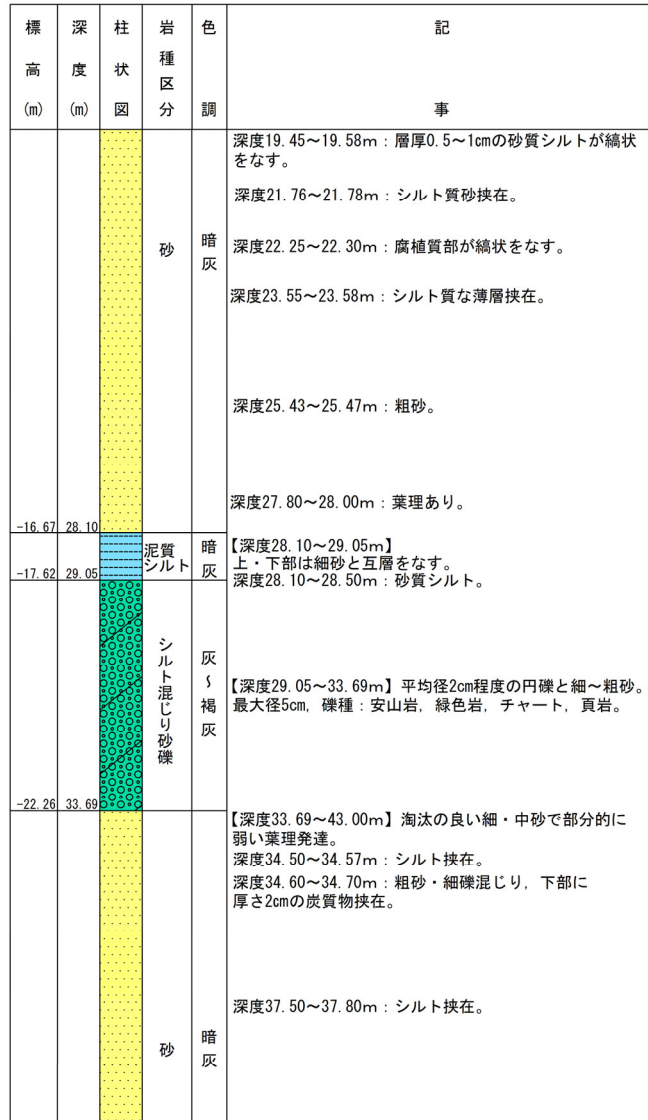 標高(m)
深度(m)
柱状図
岩種区分
色調
記事
深度19.45～19.58m：層厚0.5～1cmの砂質シルトが縞状
をなす。
深度21.76～21.78m：シルト質砂挟在。
砂
暗灰
深度22.25～22.30m：腐植質部が縞状をなす。
深度23.55～23.58m：シルト質な薄層挟在。
深度25.43～25.47m：粗砂。
深度27.80～28.00m：葉理あり。
-16.67 28.10
泥質
シルト
暗灰
【深度28.10～29.05m】
上・下部は細砂と互層をなす。
-17.62 29.05
深度28.10～28.50m：砂質シルト。
シルト混じり砂礫
灰～褐灰
【深度29.05～33.69m】平均径2cm程度の円礫と細～粗砂。
最大径5cm, 礫種：安山岩, 緑色岩, チャート, 頁岩。
-22.26 33.69
【深度33.69～43.00m】淘汰の良い細・中砂で部分的に
弱い葉理発達。
深度34.50～34.57m：シルト挟在。
深度34.60～34.70m：粗砂・細礫混じり, 下部に
厚さ2cmの炭質物挟在。
深度37.50～37.80m：シルト挟在。
砂
暗灰